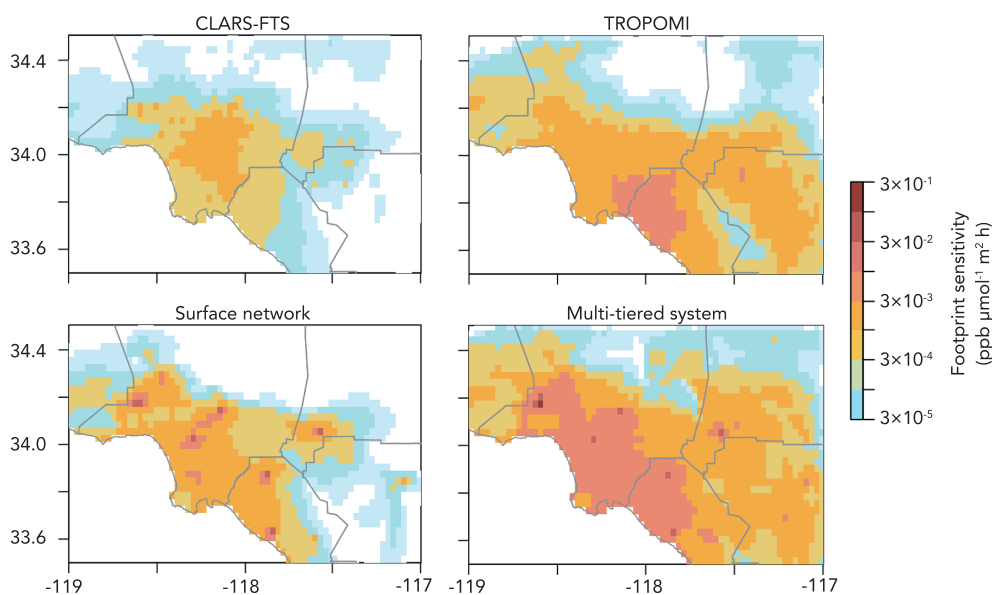 CLARS-FTS
TROPOMI
34.4
34.0
33.6
Surface network
Multi-tiered system
34.4
34.0
33.6
-119
-118
-117
-119
-118
-117
3×10⁻¹
3×10⁻²
3×10⁻³
3×10⁻⁴
3×10⁻⁵
Footprint sensitivity
(ppb µmol⁻¹ m² h)